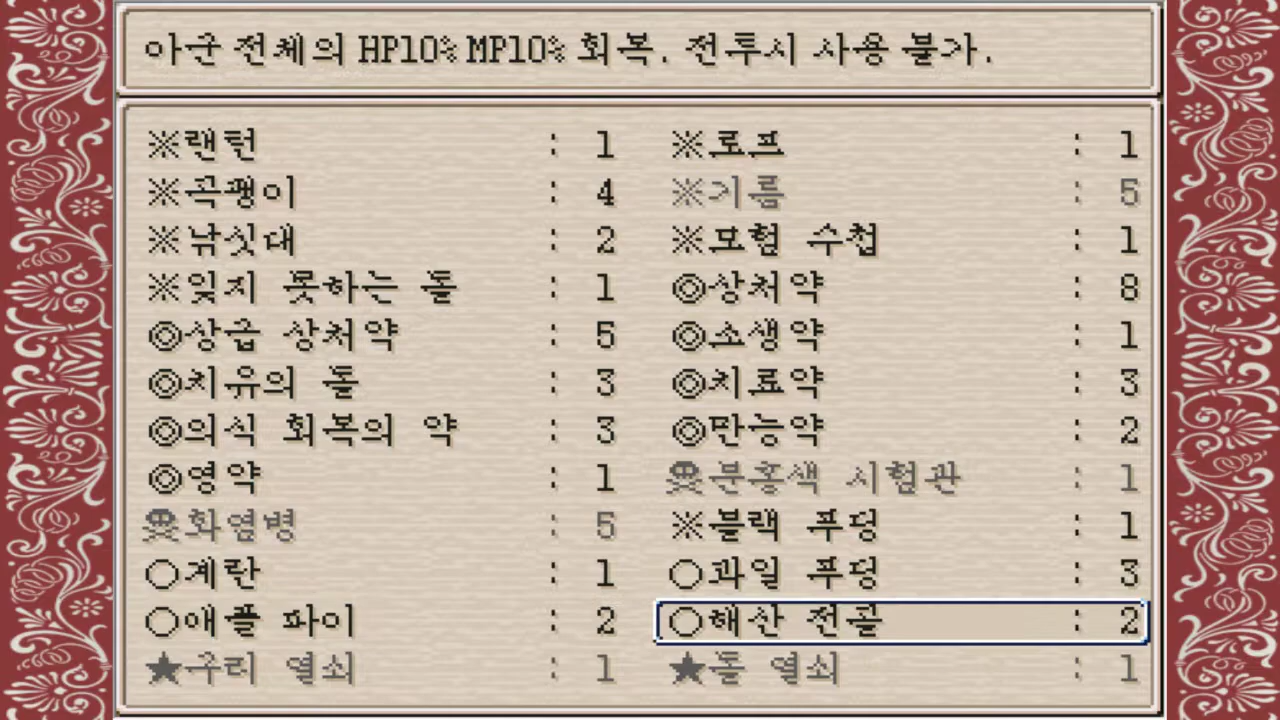 아군 전체의 HP10% MP10% 회복. 전투시 사용 불가.
※랜턴 : 1 ※로프 : 1
※곡괭이 : 4 ※기름 : 5
※낚싯대 : 2 ※모험 수첩 : 1
※잊지 못하는 돌 : 1 ◎상처약 : 8
◎상급 상처약 : 5 ◎소생약 : 1
◎치유의 돌 : 3 ◎치료약 : 3
◎의식 회복의 약 : 3 ◎만능약 : 2
◎영약 : 1 ☠분홍색 시험관 : 1
☠화염병 : 5 ※블랙 푸딩 : 1
○계란 : 1 ○과일 푸딩 : 3
○애플 파이 : 2 ○해산 전골 : 2
★구리 열쇠 : 1 ★돌 열쇠 : 1